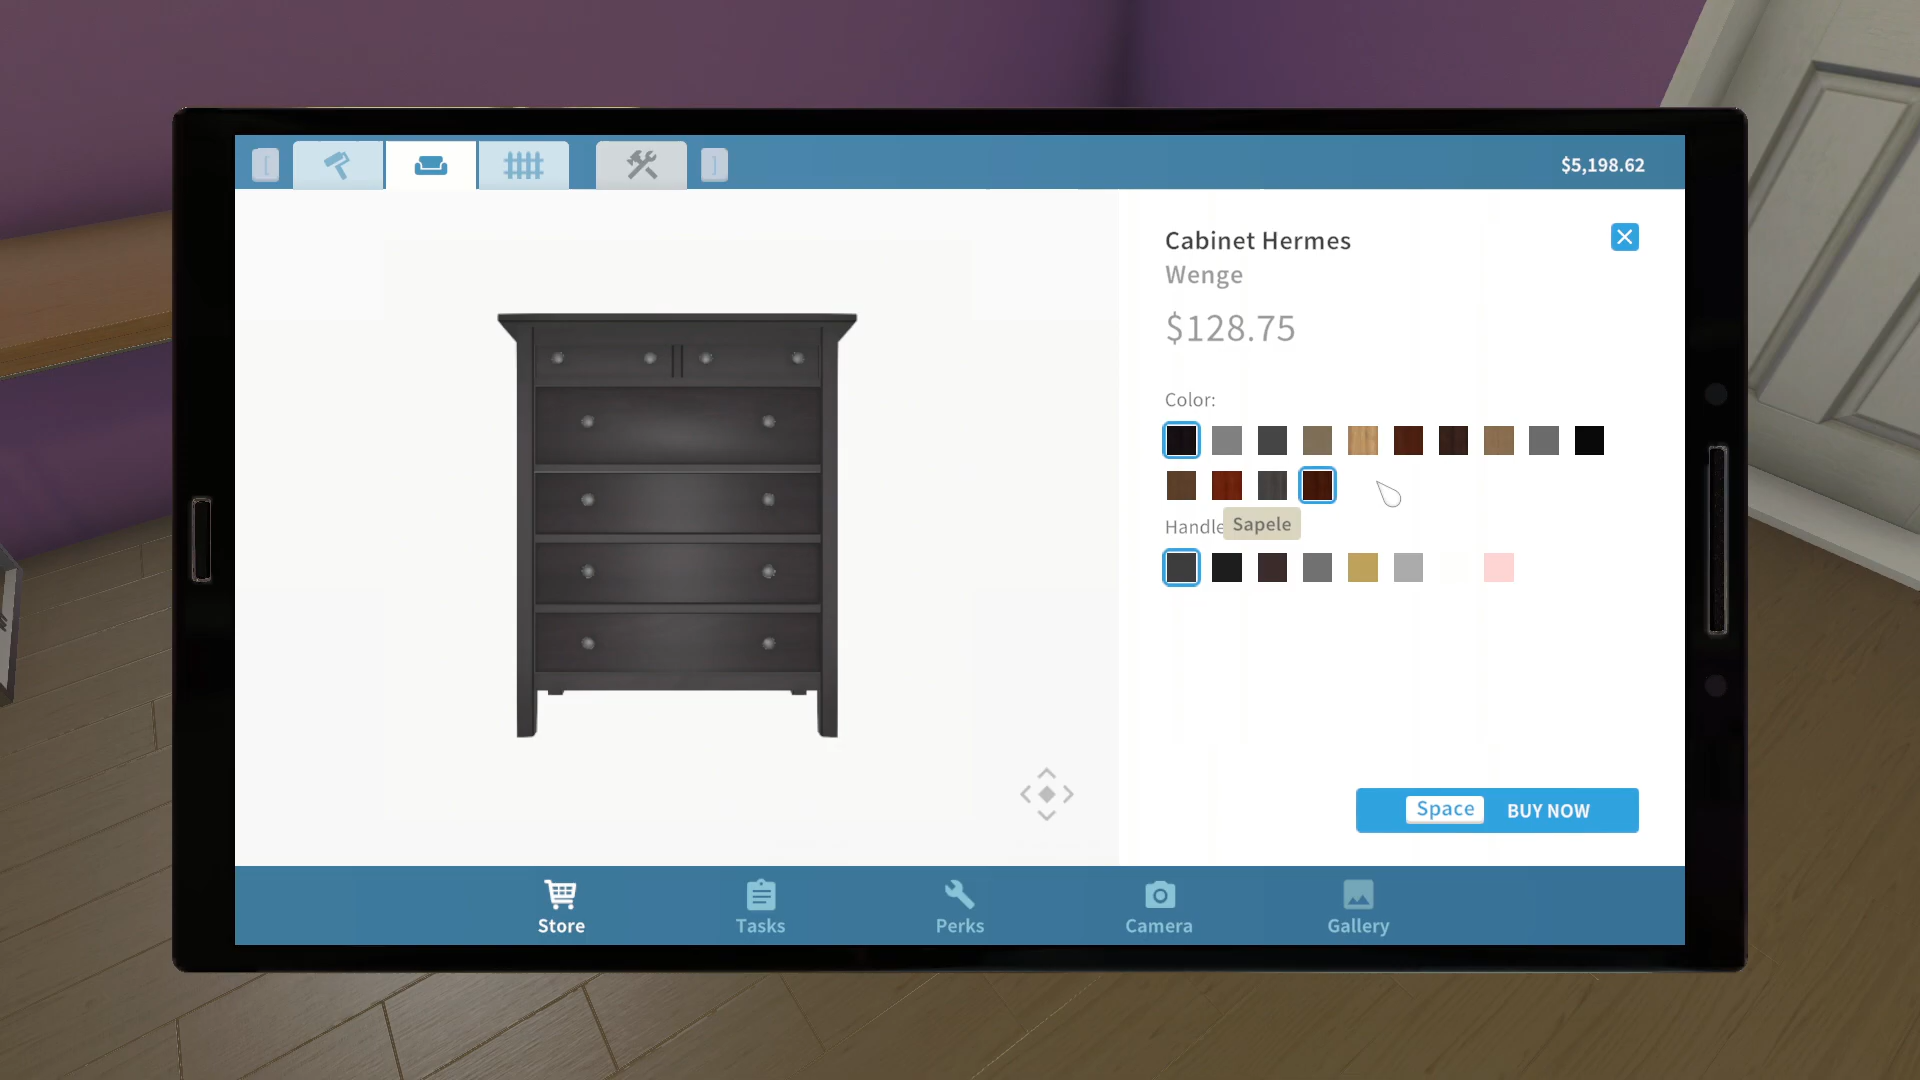 [
]
$5,198.62
Cabinet Hermes
Wenge
$128.75
Color:
Handle
Sapele
Space BUY NOW
Store
Tasks
Perks
Camera
Gallery